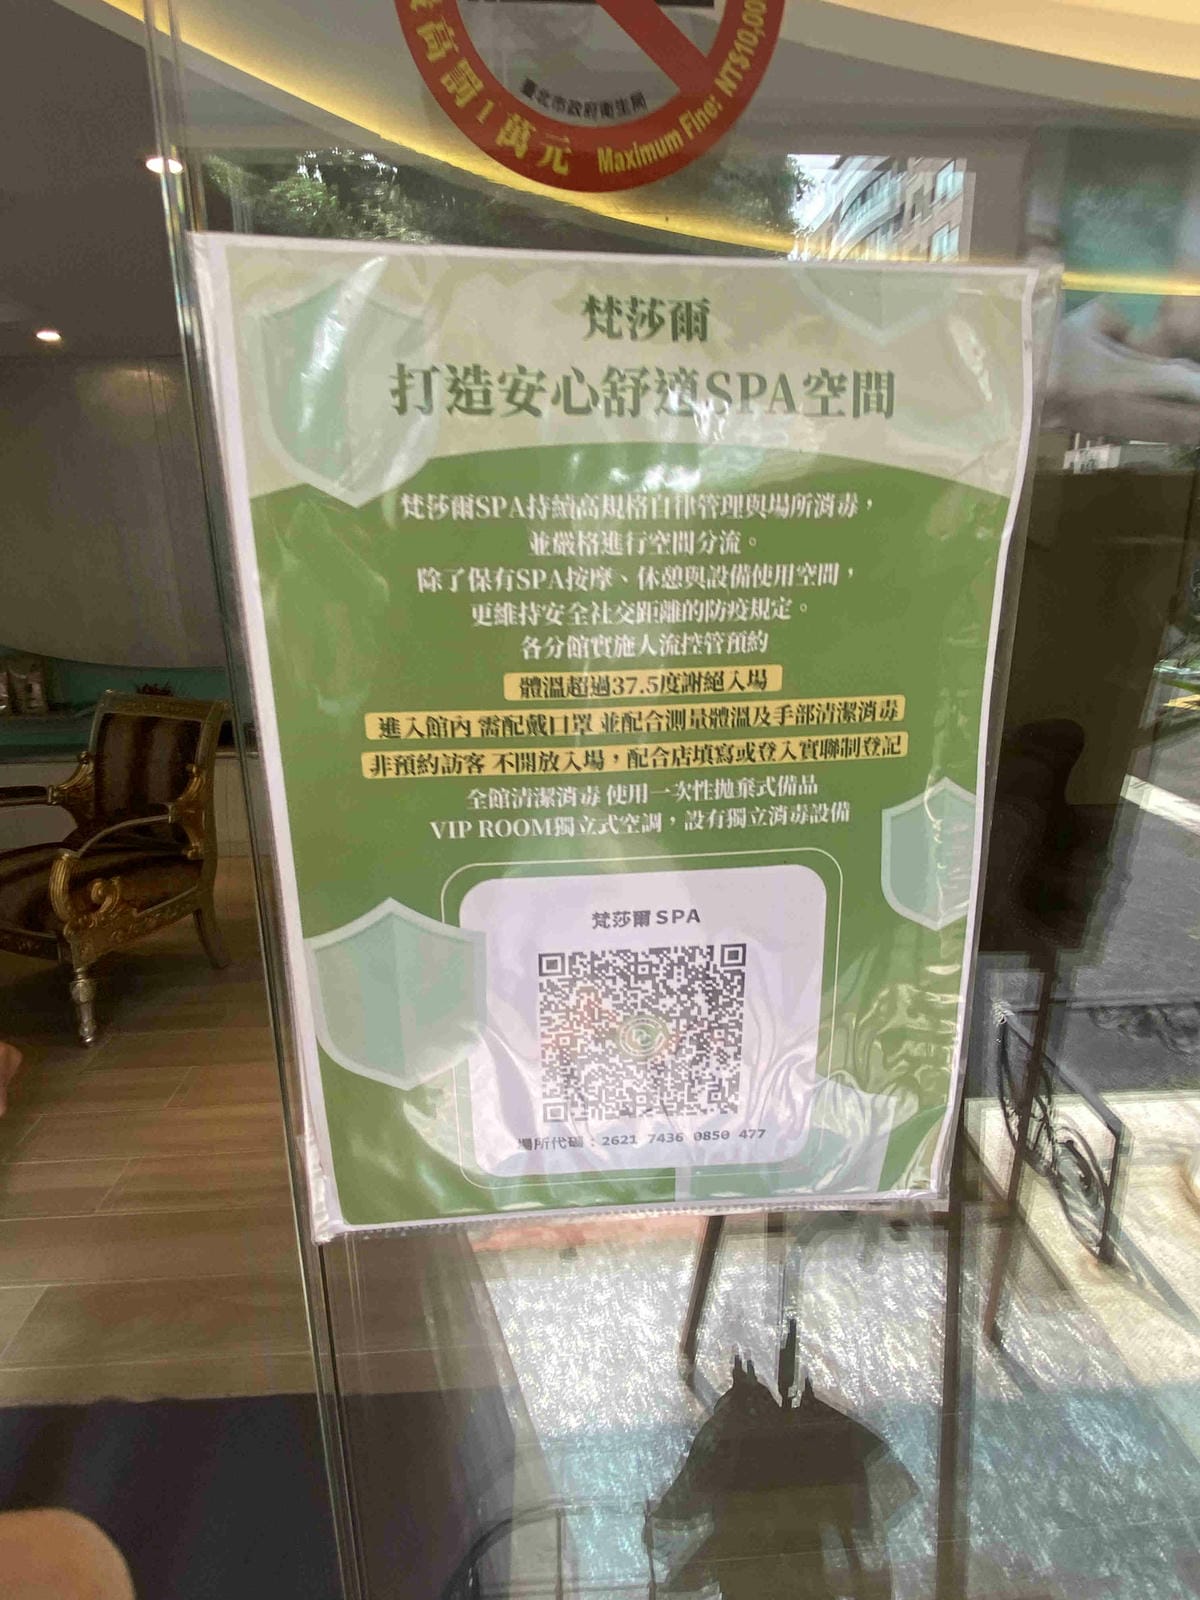 高罰1萬元 Maximum Fine: NT$10,00
臺北市政府衛生局
梵莎爾
打造安心舒適SPA空間
梵莎爾SPA持續高規格自律管理與場所消毒，
並嚴格進行空間分流。
除了保有SPA按摩、休憩與設備使用空間，
更維持安全社交距離的防疫規定。
各分館實施人流控管預約
體溫超過37.5度謝絕入場
進入館內 需配戴口罩 並配合測量體溫及手部清潔消毒
非預約訪客 不開放入場，配合店填寫或登入實聯制登記
全館清潔消毒 使用一次性拋棄式備品
VIP ROOM獨立式空調，設有獨立消毒設備
梵莎爾SPA
場所代碼：2621 7436 0850 477